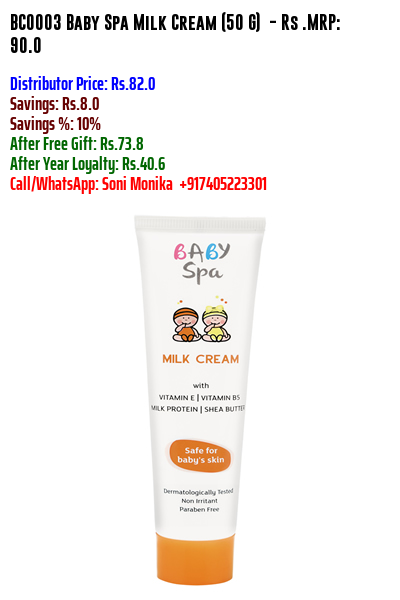 BC0003 Baby Spa Milk Cream (50 G) - Rs .MRP:
90.0
Distributor Price: Rs.82.0
Savings: Rs.8.0
Savings %: 10%
After Free Gift: Rs.73.8
After Year Loyalty: Rs.40.6
Call/WhatsApp: Soni Monika +917405223301
BABY
Spa
MILK CREAM
with
VITAMIN E | VITAMIN B5
MILK PROTEIN | SHEA BUTTER
Safe for
baby's skin
Dermatologically Tested
Non Irritant
Paraben Free